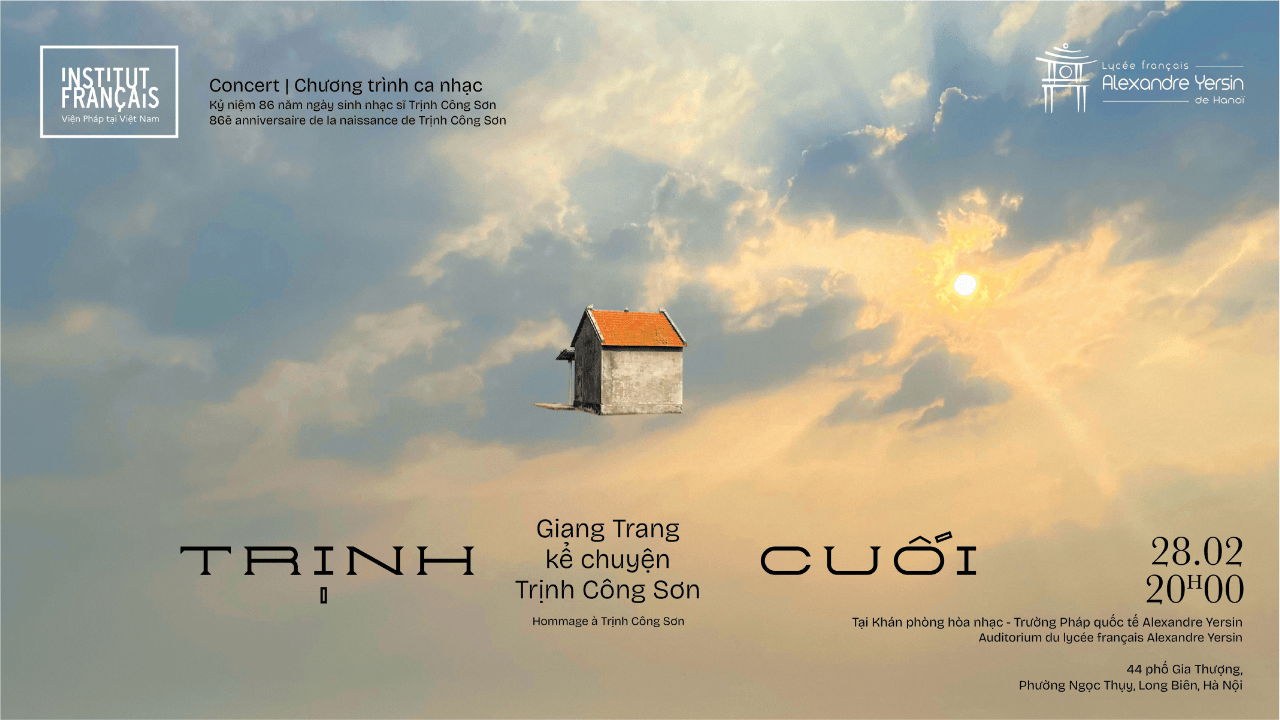 INSTITUT
FRANÇAIS
Viện Pháp tại Việt Nam
Concert | Chương trình ca nhạc
Kỷ niệm 86 năm ngày sinh nhạc sĩ Trịnh Công Sơn
86è anniversaire de la naissance de Trịnh Công Sơn
Lycée français
Alexandre Yersin
de Hanoï
TRỊNH
Giang Trang
kể chuyện
Trịnh Công Sơn
Hommage à Trịnh Công Sơn
CUỐI
28.02
20H00
Tại Khán phòng hòa nhạc - Trường Pháp quốc tế Alexandre Yersin
Auditorium du lycée français Alexandre Yersin
44 phố Gia Thượng,
Phường Ngọc Thụy, Long Biên, Hà Nội